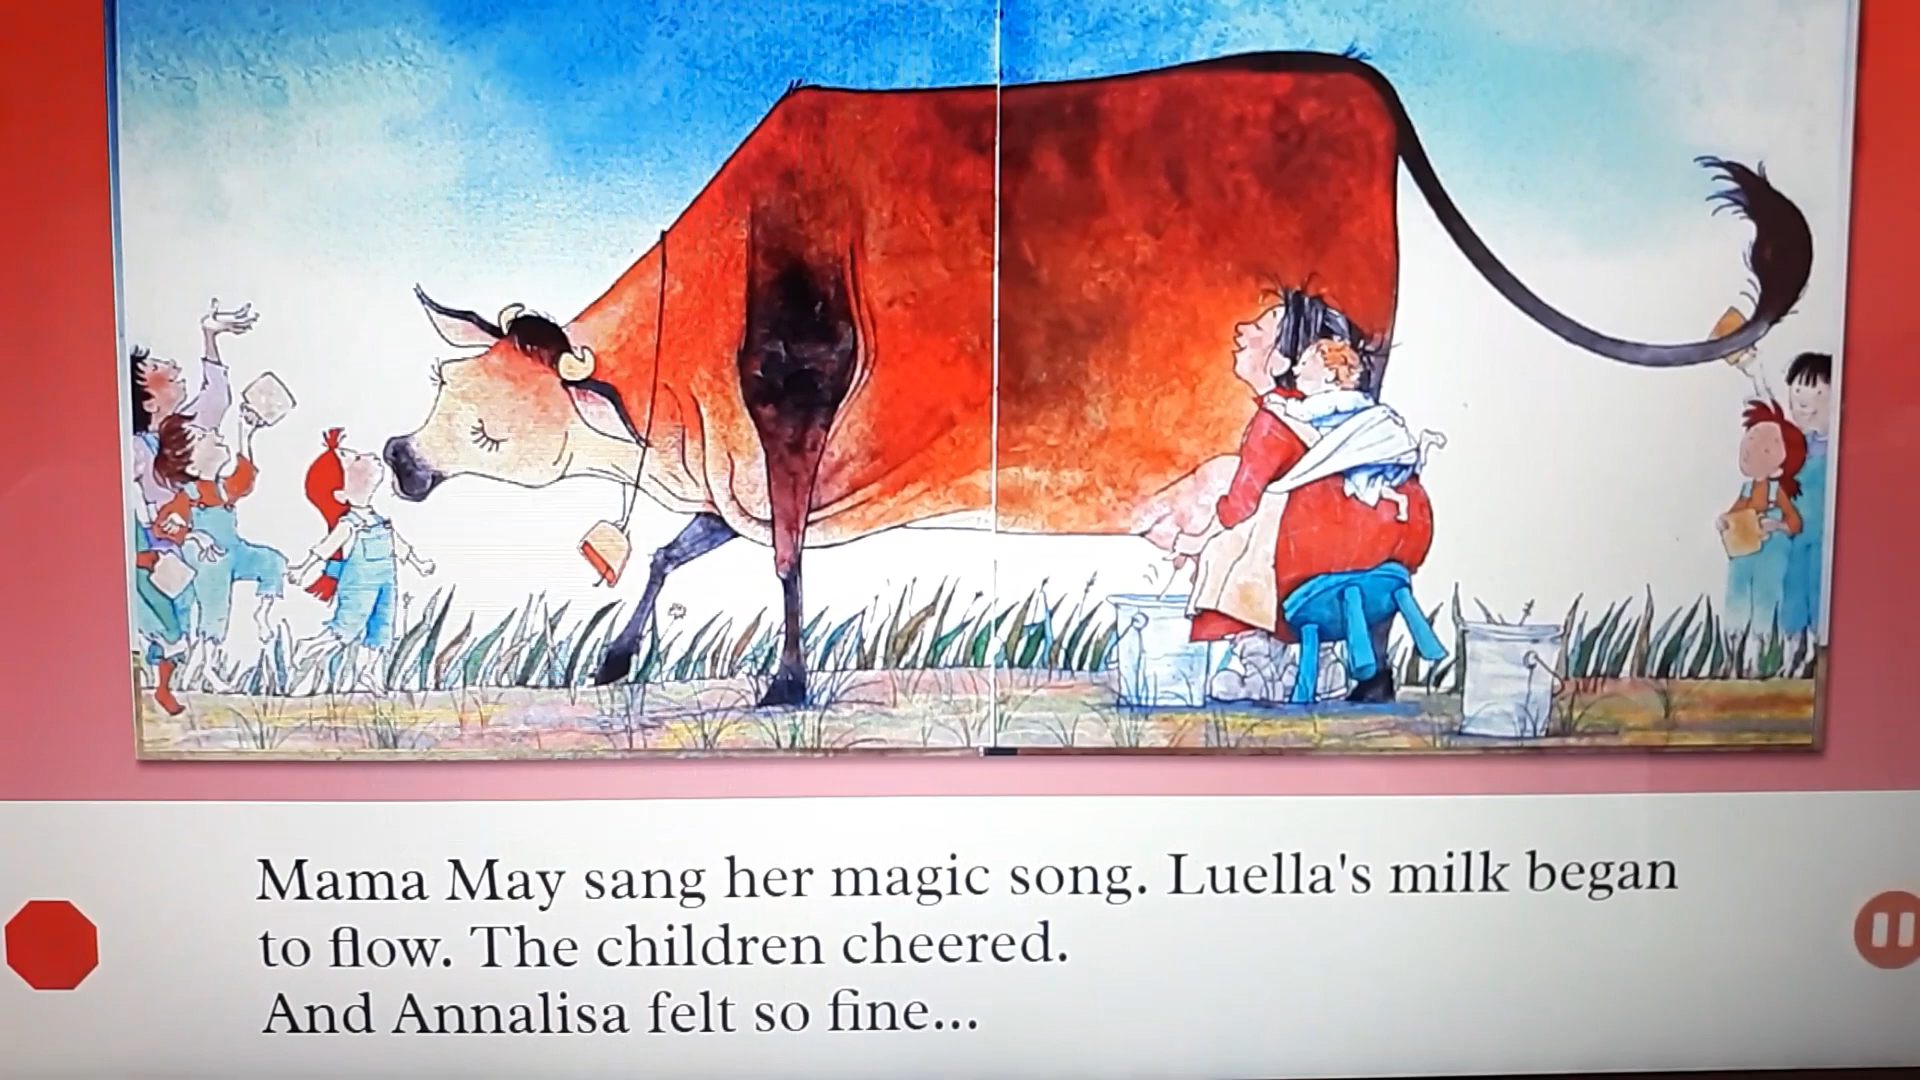 Mama May sang her magic song. Luella's milk began
to flow. The children cheered.
And Annalisa felt so fine...